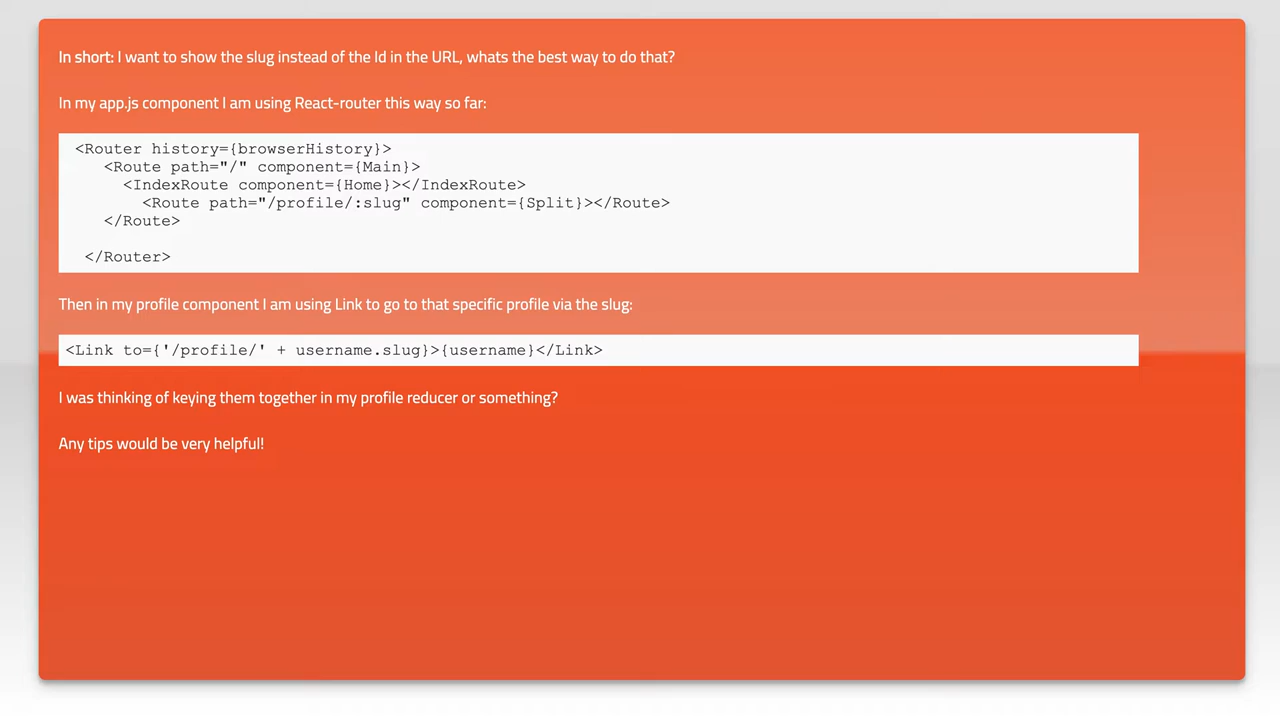 In short: I want to show the slug instead of the Id in the URL, whats the best way to do that?
In my app.js component I am using React-router this way so far:
<Router history={browserHistory}>
<Route path="/" component={Main}>
<IndexRoute component={Home}></IndexRoute>
<Route path="/profile/:slug" component={Split}></Route>
</Route>
</Router>
Then in my profile component I am using Link to go to that specific profile via the slug:
<Link to={'/profile/' + username.slug}>{username}</Link>
I was thinking of keying them together in my profile reducer or something?
Any tips would be very helpful!